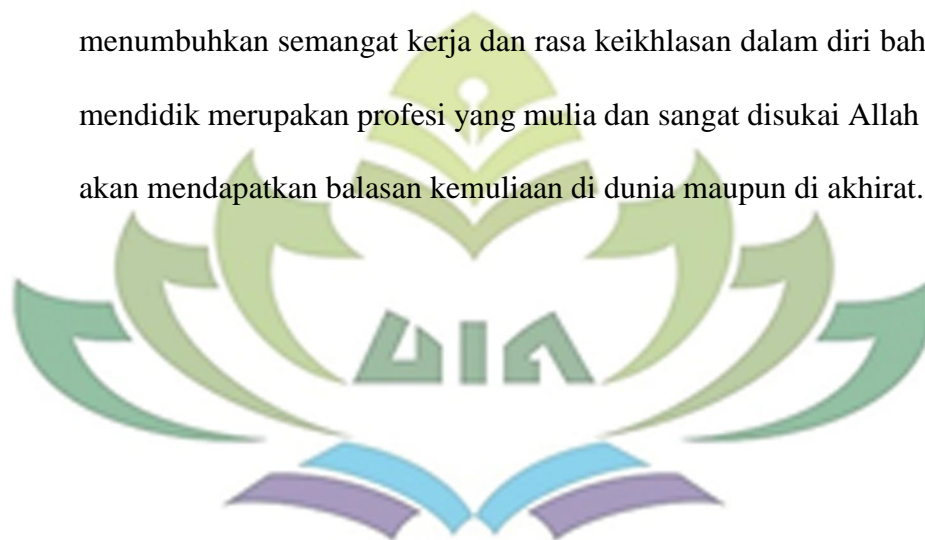 menumbuhkan semangat kerja dan rasa keikhlasan dalam diri bah
mendidik merupakan profesi yang mulia dan sangat disukai Allah
akan mendapatkan balasan kemuliaan di dunia maupun di akhirat.
UIN